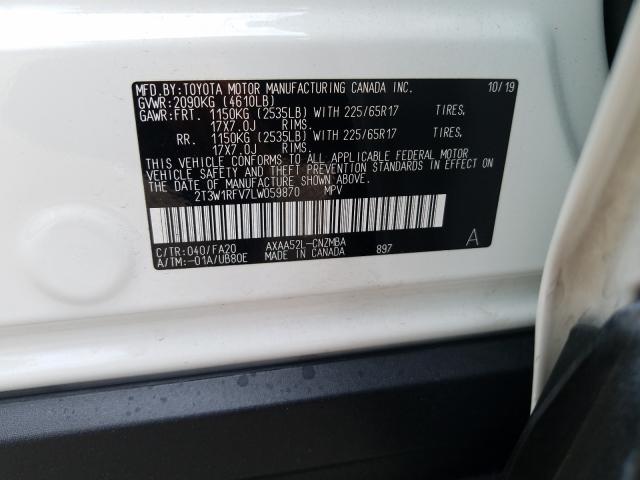 MFD.BY:TOYOTA MOTOR MANUFACTURING CANADA INC. 10/19
GVWR:2090KG (4610LB)
GAWR:FRT. 1150KG (2535LB) WITH 225/65R17 TIRES,
17X7.0J RIMS
RR. 1150KG (2535LB) WITH 225/65R17 TIRES,
17X7.0J RIMS.
THIS VEHICLE CONFORMS TO ALL APPLICABLE FEDERAL MOTOR
VEHICLE SAFETY AND THEFT PREVENTION STANDARDS IN EFFECT ON
THE DATE OF MANUFACTURE SHOWN ABOVE.
2T3W1RFV7LW059870 MPV
C/TR:040/FA20 AXAA52L-CNZMBA 897 A
A/TM:-01A/UB80E MADE IN CANADA